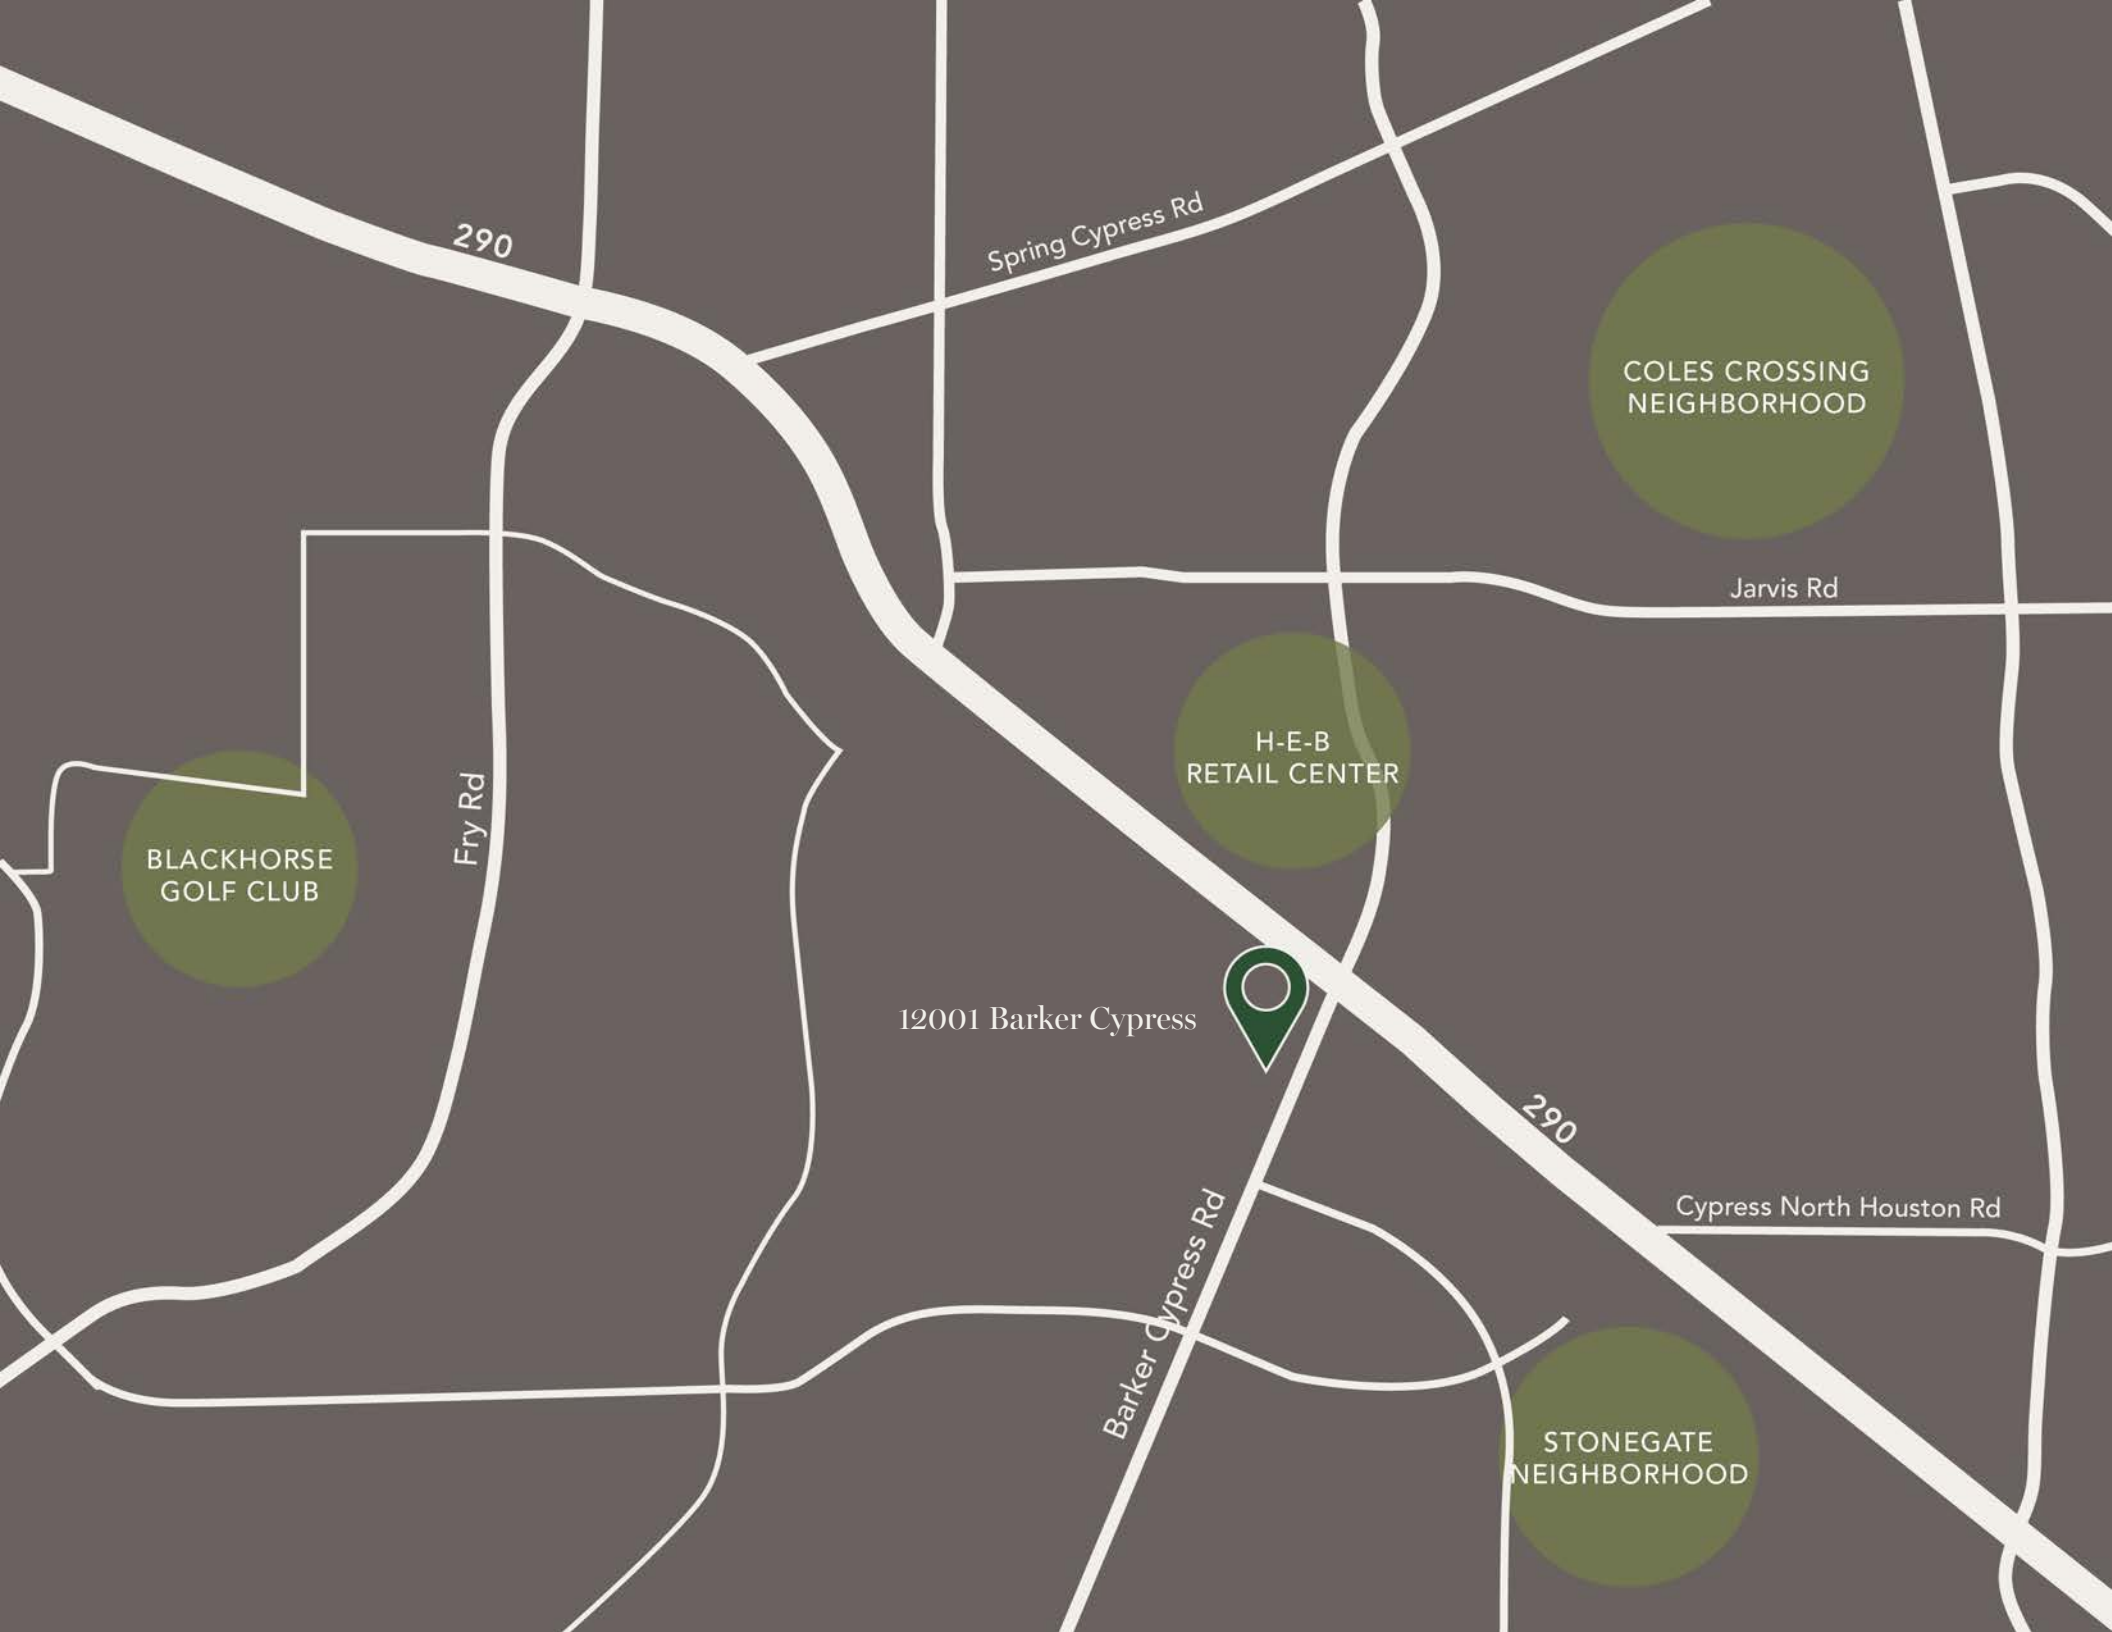 290
Spring Cypress Rd
COLES CROSSING
NEIGHBORHOOD
Jarvis Rd
H-E-B
RETAIL CENTER
Fry Rd
BLACKHORSE
GOLF CLUB
12001 Barker Cypress
290
Barker Cypress Rd
Cypress North Houston Rd
STONEGATE
NEIGHBORHOOD